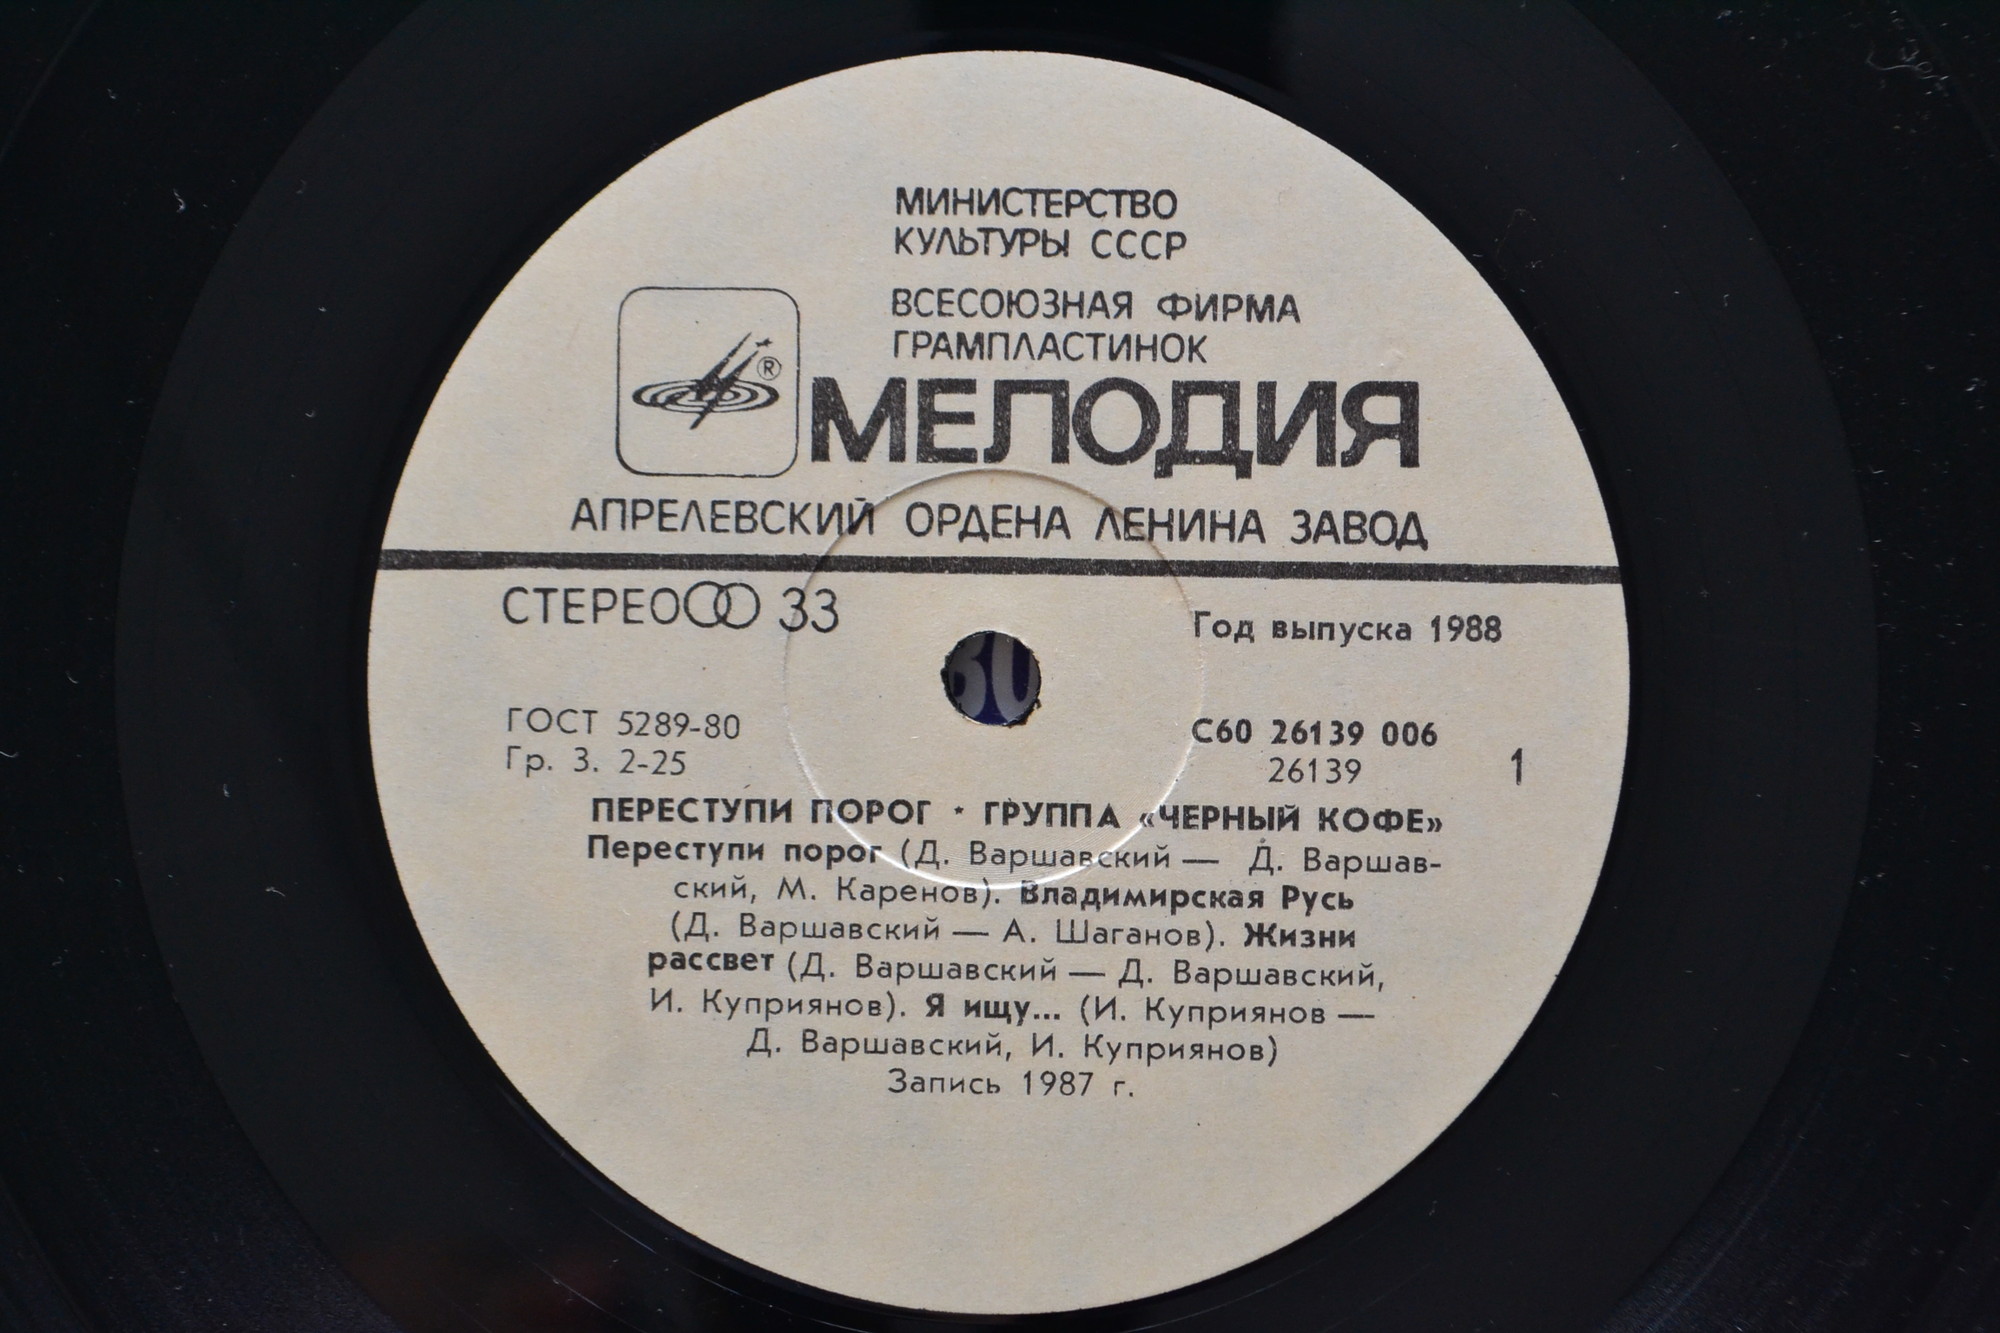 МИНИСТЕРСТВО
КУЛЬТУРЫ СССР
ВСЕСОЮЗНАЯ ФИРМА
ГРАМПЛАСТИНОК
®
МЕЛОДИЯ
АПРЕЛЕВСКИЙ ОРДЕНА ЛЕНИНА ЗАВОД
СТЕРЕО 33
Год выпуска 1988
ГОСТ 5289-80
Гр. 3. 2-25
С60 26139 006
26139
1
ПЕРЕСТУПИ ПОРОГ * ГРУППА «ЧЕРНЫЙ КОФЕ»
Переступи порог (Д. Варшавский — Д. Варшав-
ский, М. Каренов). Владимирская Русь
(Д. Варшавский — А. Шаганов). Жизни
рассвет (Д. Варшавский — Д. Варшавский,
И. Куприянов). Я ищу... (И. Куприянов —
Д. Варшавский, И. Куприянов)
Запись 1987 г.